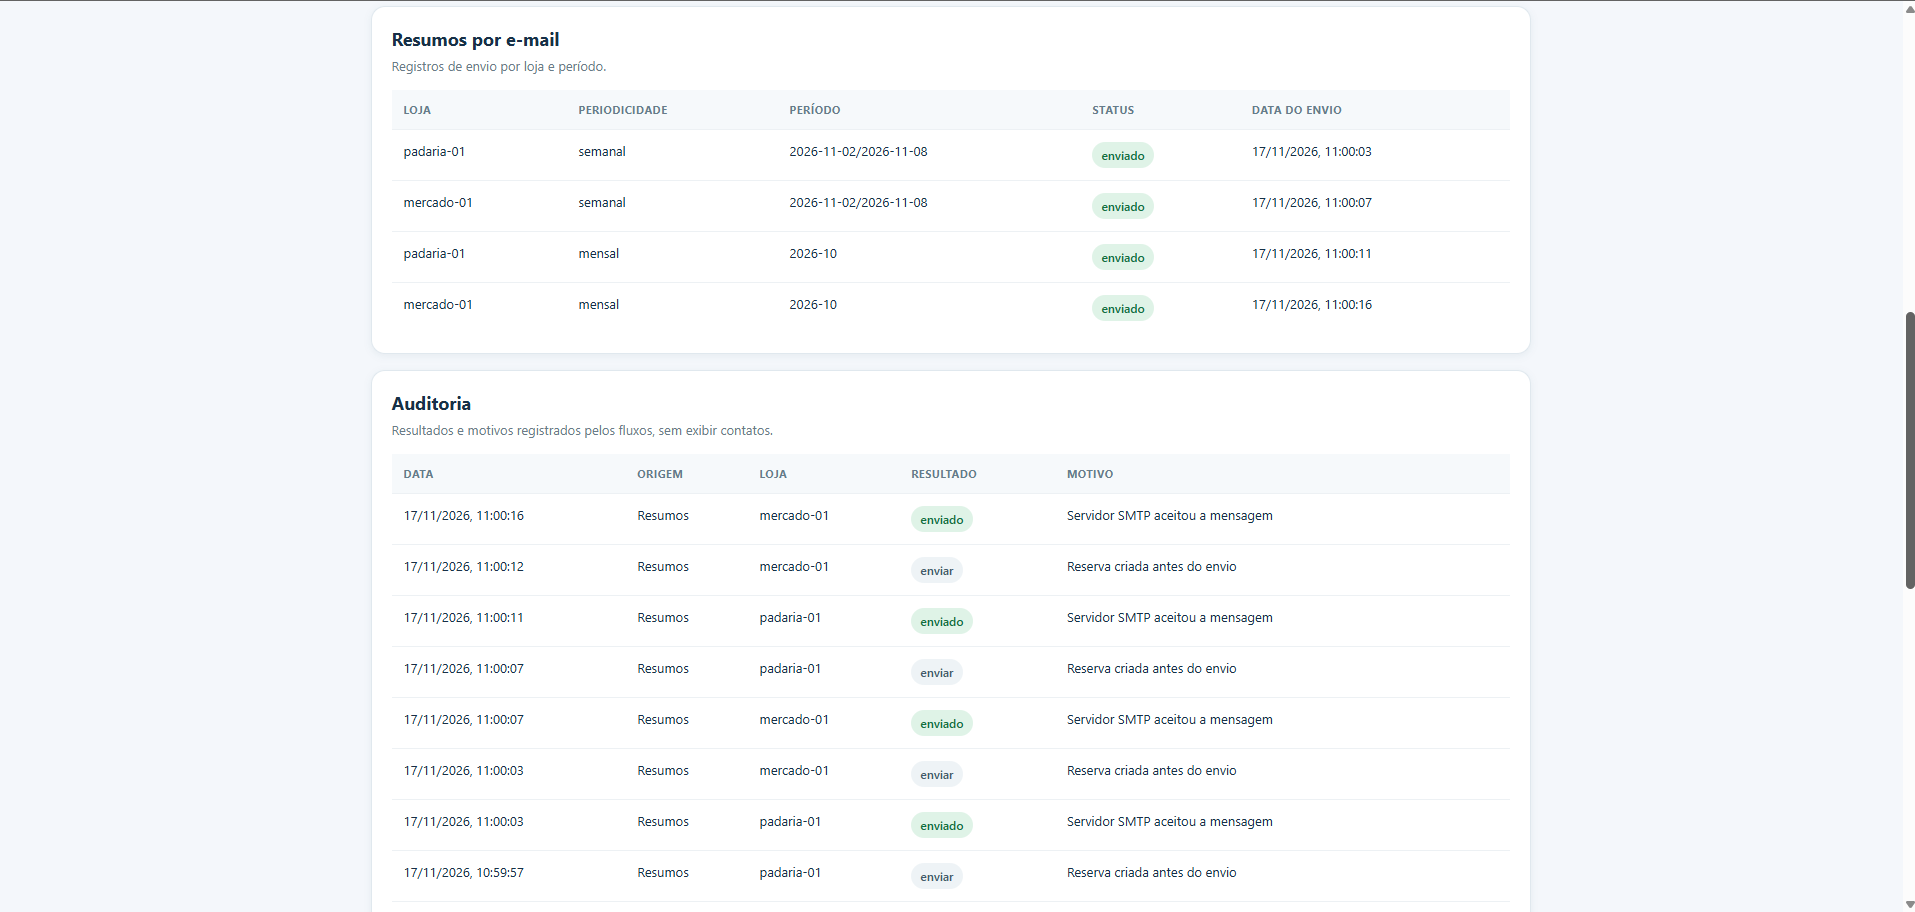 Resumos por e-mail
Registros de envio por loja e período.
LOJA PERIODICIDADE PERÍODO STATUS DATA DO ENVIO
padaria-01 semanal 2026-11-02/2026-11-08 enviado 17/11/2026, 11:00:03
mercado-01 semanal 2026-11-02/2026-11-08 enviado 17/11/2026, 11:00:07
padaria-01 mensal 2026-10 enviado 17/11/2026, 11:00:11
mercado-01 mensal 2026-10 enviado 17/11/2026, 11:00:16
Auditoria
Resultados e motivos registrados pelos fluxos, sem exibir contatos.
DATA ORIGEM LOJA RESULTADO MOTIVO
17/11/2026, 11:00:16 Resumos mercado-01 enviado Servidor SMTP aceitou a mensagem
17/11/2026, 11:00:12 Resumos mercado-01 enviar Reserva criada antes do envio
17/11/2026, 11:00:11 Resumos padaria-01 enviado Servidor SMTP aceitou a mensagem
17/11/2026, 11:00:07 Resumos padaria-01 enviar Reserva criada antes do envio
17/11/2026, 11:00:07 Resumos mercado-01 enviado Servidor SMTP aceitou a mensagem
17/11/2026, 11:00:03 Resumos mercado-01 enviar Reserva criada antes do envio
17/11/2026, 11:00:03 Resumos padaria-01 enviado Servidor SMTP aceitou a mensagem
17/11/2026, 10:59:57 Resumos padaria-01 enviar Reserva criada antes do envio